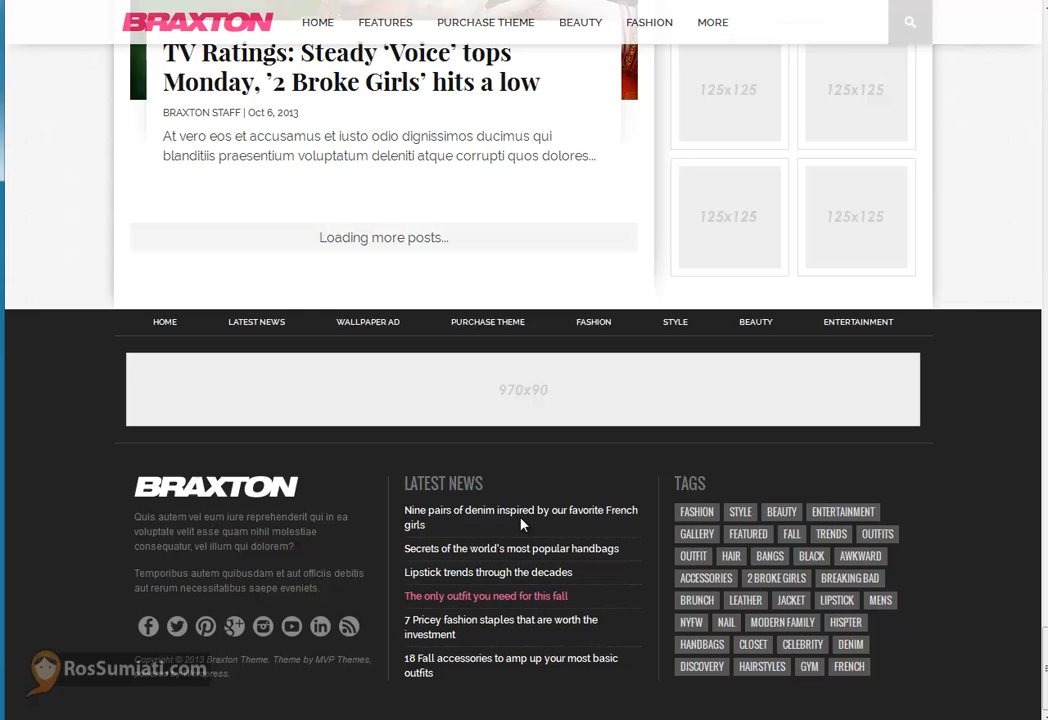 BRAXTON HOME FEATURES PURCHASE THEME BEAUTY FASHION MORE
TV Ratings: Steady ‘Voice’ tops
Monday, ’2 Broke Girls’ hits a low
BRAXTON STAFF | Oct 6, 2013
At vero eos et accusamus et iusto odio dignissimos ducimus qui
blanditiis praesentium voluptatum deleniti atque corrupti quos dolores...
125x125 125x125
125x125 125x125
Loading more posts...
HOME LATEST NEWS WALLPAPER AD PURCHASE THEME FASHION STYLE BEAUTY ENTERTAINMENT
970x90
BRAXTON
Quis autem vel eum iure reprehenderit qui in ea
voluptate velit esse quam nihil molestiae
consequatur, vel illum qui dolorem?
Temporibus autem quibusdam et aut officiis debitis
aut rerum necessitatibus saepe eveniets.
Copyright © 2013 Braxton Theme. Theme by MVP Themes,
RosSumiati.com
LATEST NEWS
Nine pairs of denim inspired by our favorite French
girls
Secrets of the world's most popular handbags
Lipstick trends through the decades
The only outfit you need for this fall
7 Pricey fashion staples that are worth the
investment
18 Fall accessories to amp up your most basic
outfits
TAGS
FASHION STYLE BEAUTY ENTERTAINMENT
GALLERY FEATURED FALL TRENDS OUTFITS
OUTFIT HAIR BANGS BLACK AWKWARD
ACCESSORIES 2 BROKE GIRLS BREAKING BAD
BRUNCH LEATHER JACKET LIPSTICK MENS
NYFW NAIL MODERN FAMILY HISPTER
HANDBAGS CLOSET CELEBRITY DENIM
DISCOVERY HAIRSTYLES GYM FRENCH